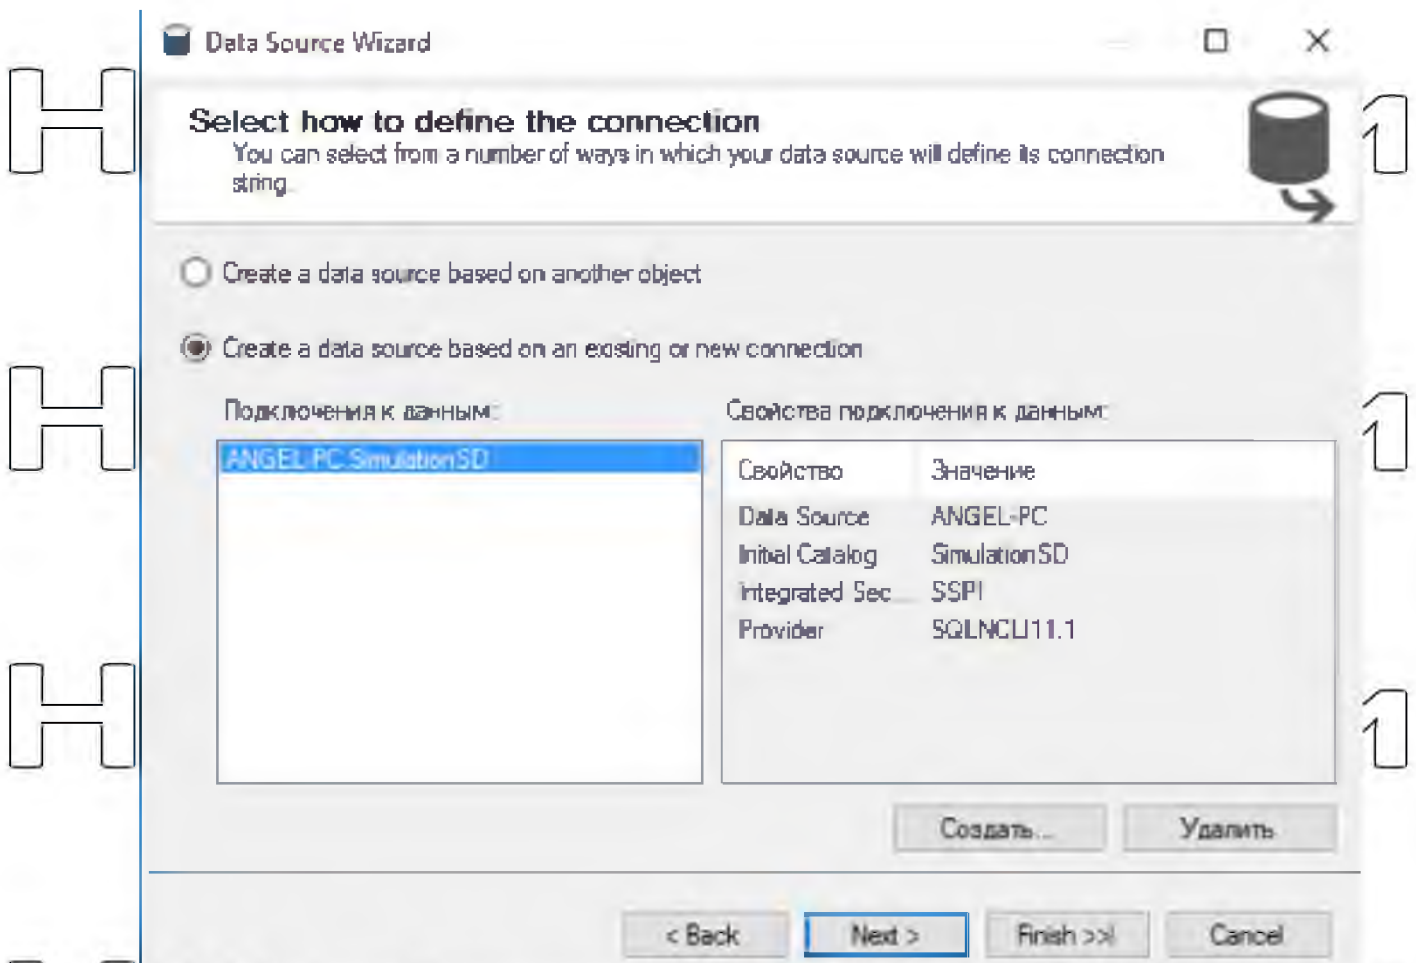 Data Source Wizard
Select how to define the connection
You can select from a number of ways in which your data source will define its connection
string.
Create a data source based on another object
Create a data source based on an existing or new connection
Подключения к данным:
Свойства подключения к данным:
ANGEL-PC.SimulationSD
Свойство Значение
Data Source ANGEL-PC
Initial Catalog SimulationSD
Integrated Sec... SSPI
Provider SQLNCLI11.1
Создать... Удалить
< Back Next > Finish >>| Cancel
Н 1
Н 1
Н 1